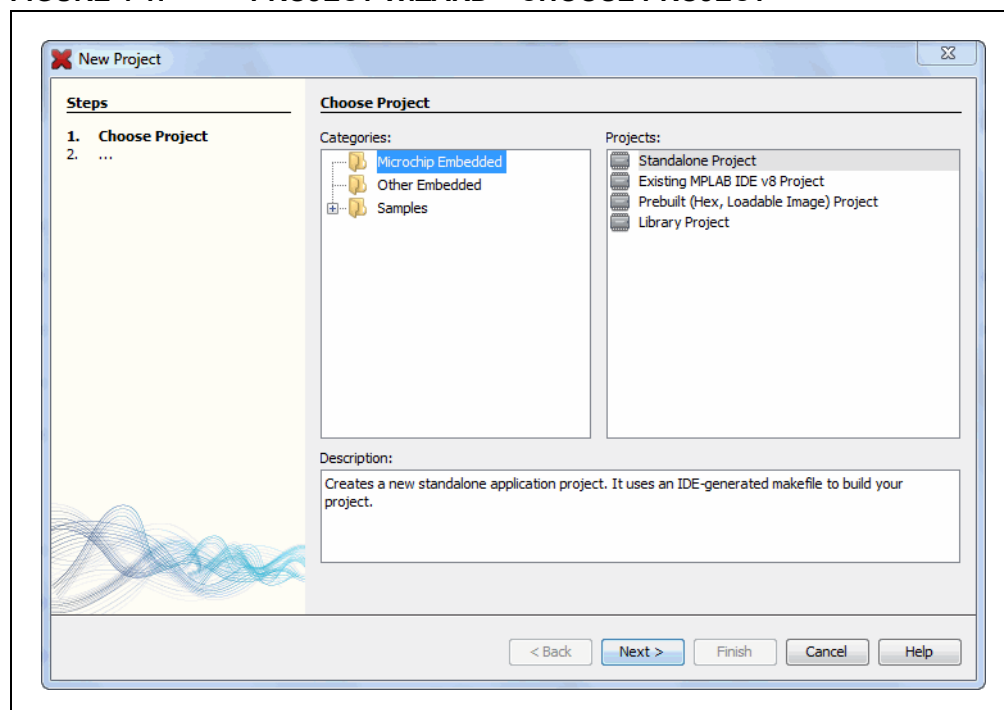 New Project
Steps
1. Choose Project
2. ...
Choose Project
Categories:
Microchip Embedded
Other Embedded
Samples
Projects:
Standalone Project
Existing MPLAB IDE v8 Project
Prebuilt (Hex, Loadable Image) Project
Library Project
Description:
Creates a new standalone application project. It uses an IDE-generated makefile to build your
project.
< Back
Next >
Finish
Cancel
Help